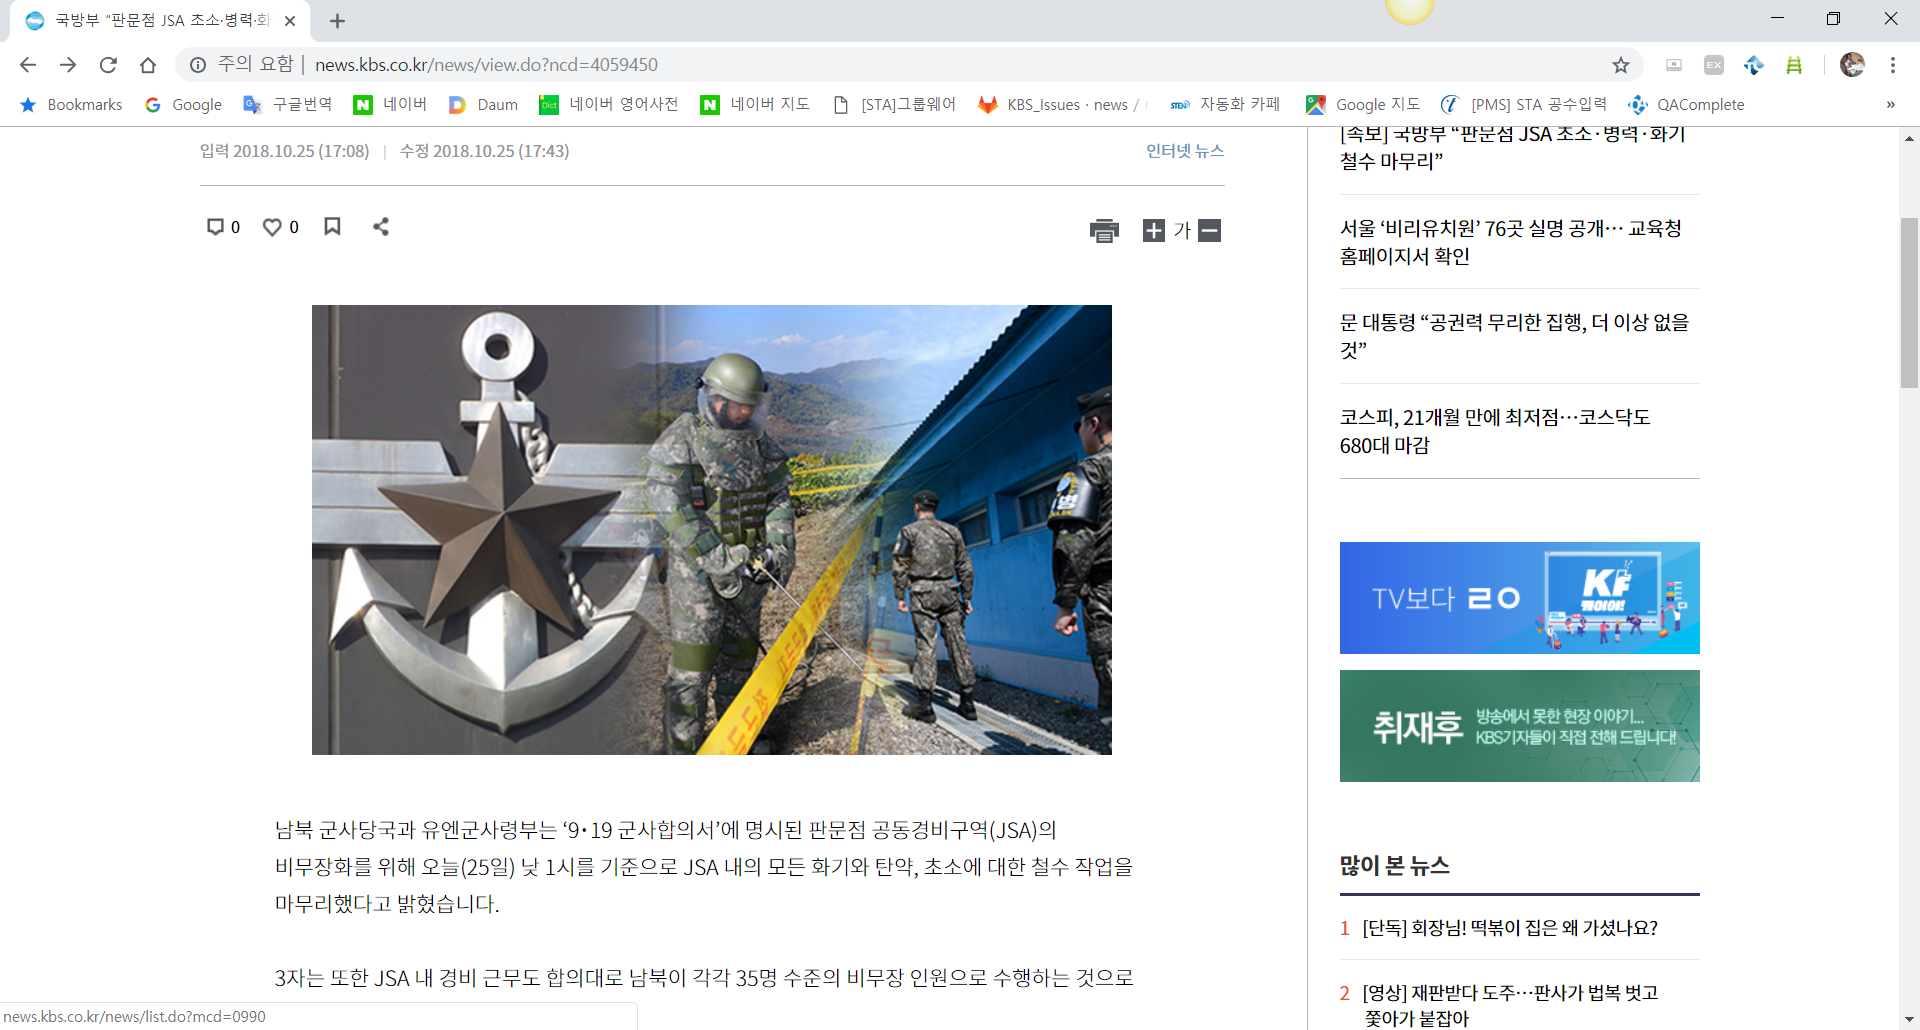 국방부 “판문점 JSA 초소·병력·화
주의 요함 | news.kbs.co.kr/news/view.do?ncd=4059450
EX
Bookmarks
Google
구글번역
네이버
Daum
Dict 네이버 영어사전
네이버 지도
[STA]그룹웨어
KBS_Issues · news /
자동화 카페
Google 지도
[PMS] STA 공수입력
QAComplete
»
입력 2018.10.25 (17:08) | 수정 2018.10.25 (17:43)
인터넷 뉴스
0 0
가
남북 군사당국과 유엔군사령부는 ‘9·19 군사합의서’에 명시된 판문점 공동경비구역(JSA)의
비무장화를 위해 오늘(25일) 낮 1시를 기준으로 JSA 내의 모든 화기와 탄약, 초소에 대한 철수 작업을
마무리했다고 밝혔습니다.
3자는 또한 JSA 내 경비 근무도 합의대로 남북이 각각 35명 수준의 비무장 인원으로 수행하는 것으로
[속보] 국방부 “판문점 JSA 초소·병력·화기
철수 마무리”
서울 ‘비리유치원’ 76곳 실명 공개… 교육청
홈페이지서 확인
문 대통령 “공권력 무리한 집행, 더 이상 없을
것”
코스피, 21개월 만에 최저점…코스닥도
680대 마감
TV보다 ㄹㅇ
케이야!
취재후
방송에서 못한 현장 이야기...
KBS기자들이 직접 전해 드립니다!
많이 본 뉴스
1 [단독] 회장님! 떡볶이 집은 왜 가셨나요?
2 [영상] 재판받다 도주…판사가 법복 벗고
쫓아가 붙잡아
news.kbs.co.kr/news/list.do?mcd=0990